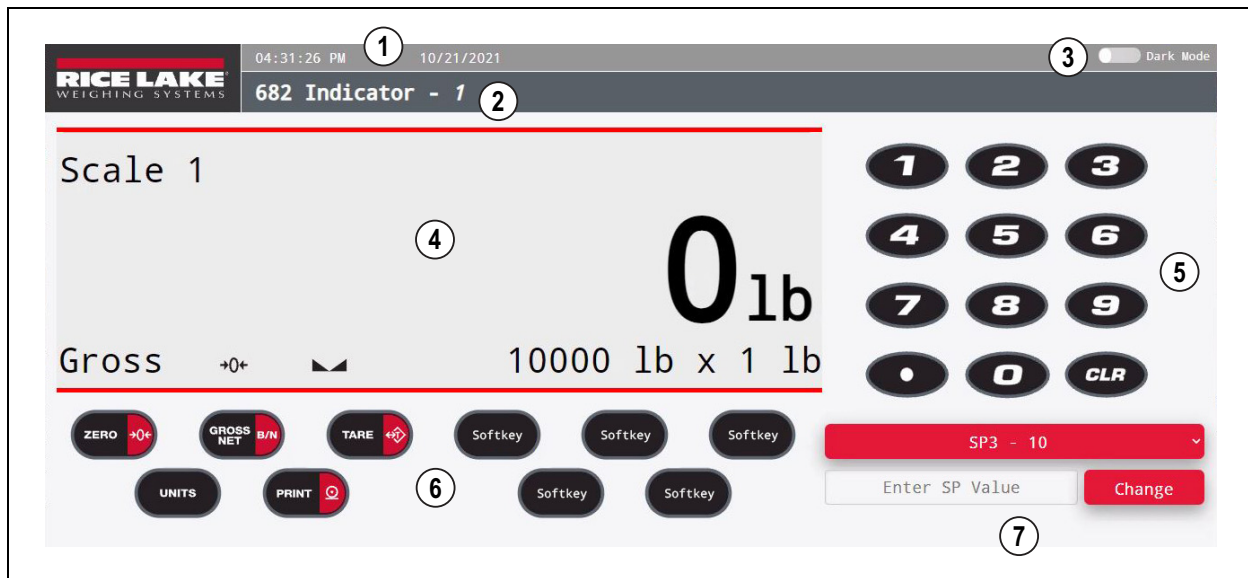 1
04:31:26 PM 10/21/2021
3
Dark Mode
RICE LAKE
WEIGHING SYSTEMS
682 Indicator - 1
2
Scale 1
4
0 lb
Gross →0← 10000 lb x 1 lb
1 2 3
4 5 6
5
7 8 9
• 0 CLR
ZERO →0← GROSS NET B/N TARE T Softkey Softkey Softkey
UNITS PRINT Softkey Softkey
6
SP3 - 10
Enter SP Value Change
7